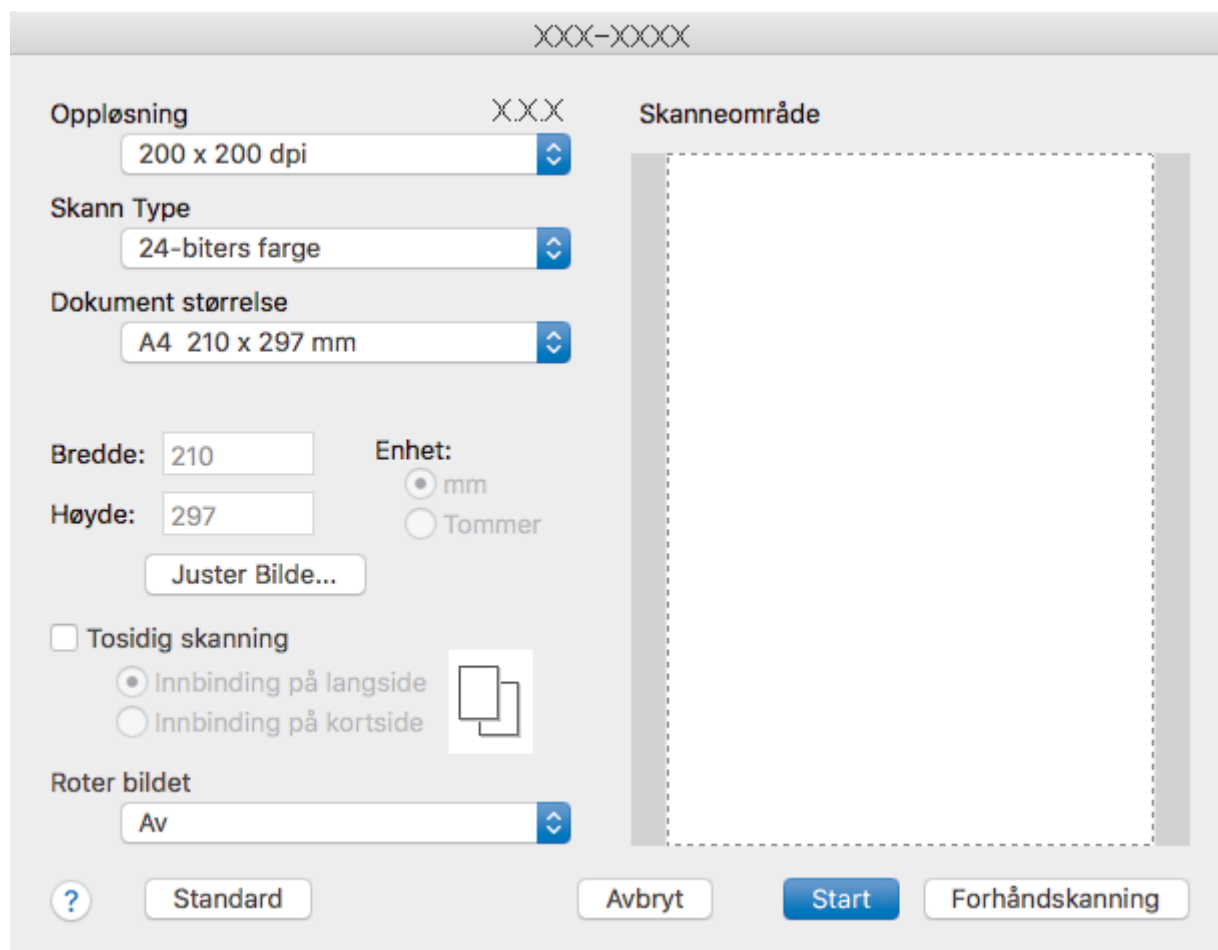 XXX-XXXX
Oppløsning X.X.X
200 x 200 dpi
Skann Type
24-biters farge
Dokument størrelse
A4 210 x 297 mm
Bredde: 210
Høyde: 297
Enhet:
mm
Tommer
Juster Bilde...
Tosidig skanning
Innbinding på langside
Innbinding på kortside
Roter bildet
Av
? Standard
Skanneområde
Avbryt Start Forhåndskanning